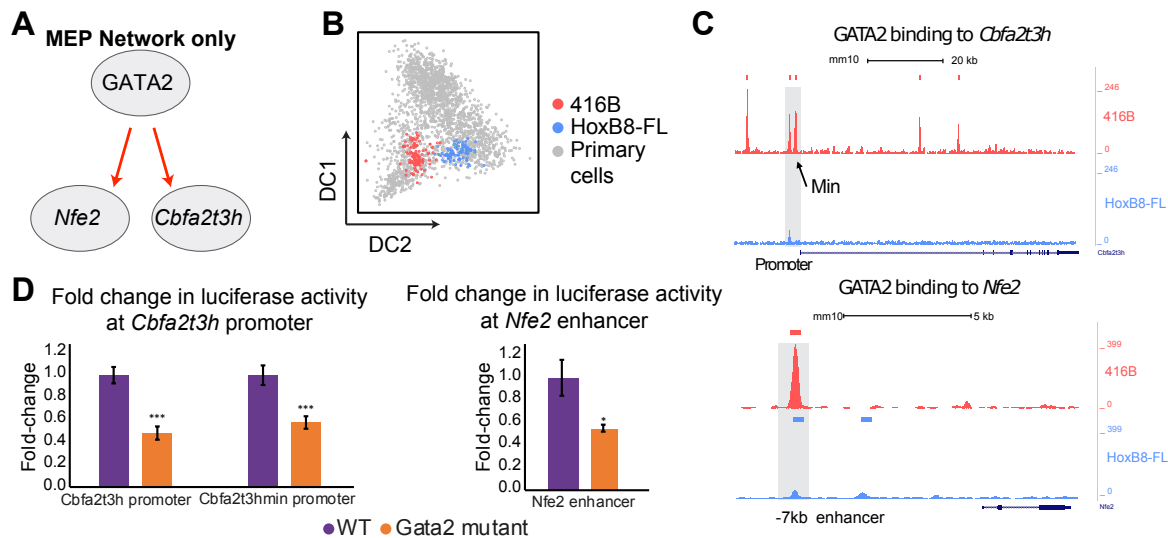 A
MEP Network only
GATA2
Nfe2
Cbfa2t3h
B
DC1
DC2
416B
HoxB8-FL
Primary
cells
C
GATA2 binding to Cbfa2t3h
mm10
20 kb
246
416B
0
Min
246
HoxB8-FL
0
Cbfa2t3h
Promoter
GATA2 binding to Nfe2
mm10
5 kb
399
416B
0
399
HoxB8-FL
0
Nfe2
-7kb enhancer
D
Fold change in luciferase activity
at Cbfa2t3h promoter
Fold-change
1.2
1.0
0.8
0.6
0.4
0.2
0.0
***
***
Cbfa2t3h promoter
Cbfa2t3hmin promoter
Fold change in luciferase activity
at Nfe2 enhancer
Fold-change
1.2
1.0
0.8
0.6
0.4
0.2
0.0
*
Nfe2 enhancer
WT
Gata2 mutant